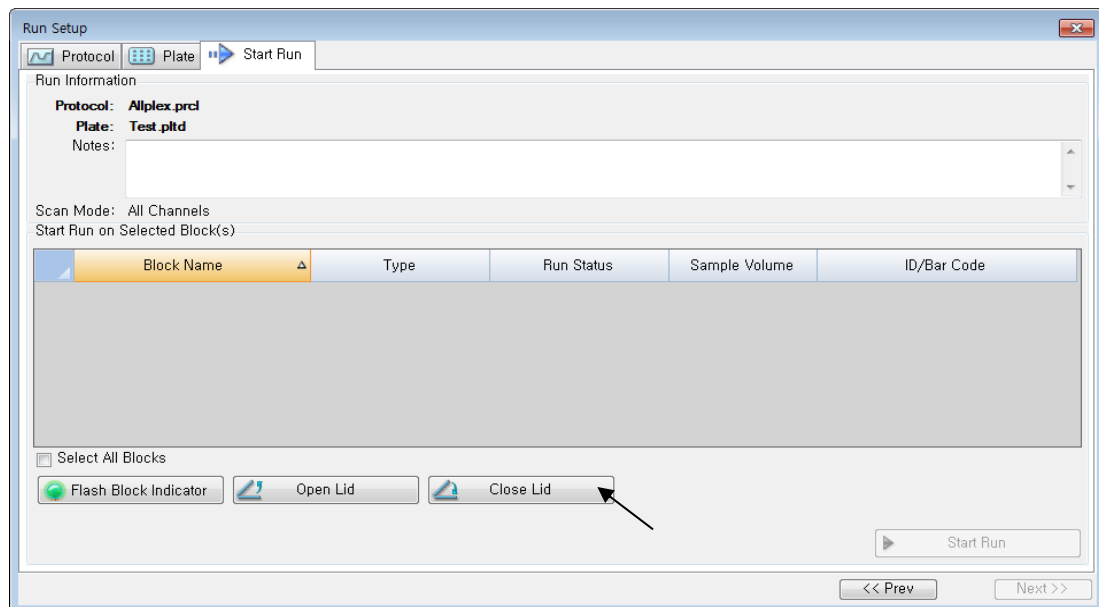 Run Setup
Protocol Plate Start Run
Run Information
Protocol: Allplex.prcl
Plate: Test.pltd
Notes:
Scan Mode: All Channels
Start Run on Selected Block(s)
Block Name Type Run Status Sample Volume ID/Bar Code
Select All Blocks
Flash Block Indicator Open Lid Close Lid
Start Run
<< Prev Next >>